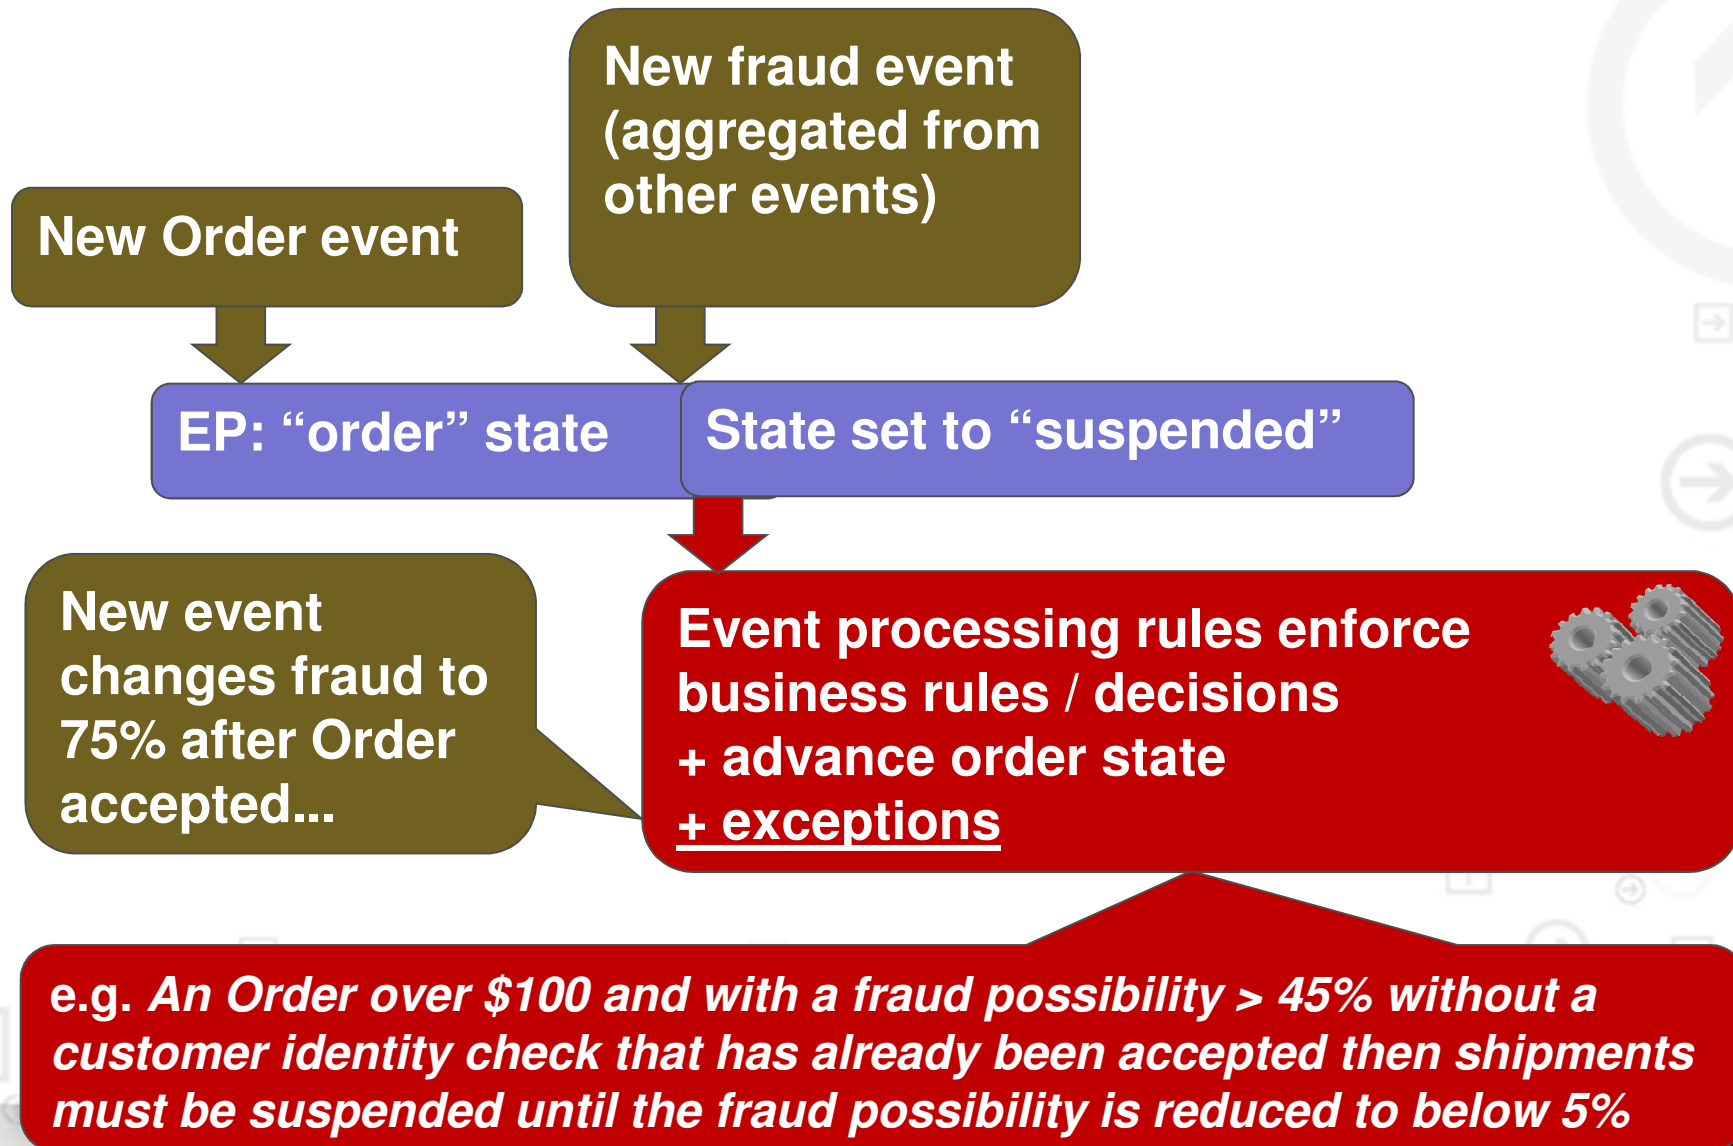 New fraud event
(aggregated from
other events)
New Order event
EP: “order” state
State set to “suspended”
New event
changes fraud to
75% after Order
accepted...
Event processing rules enforce
business rules / decisions
+ advance order state
+ exceptions
e.g. An Order over $100 and with a fraud possibility > 45% without a
customer identity check that has already been accepted then shipments
must be suspended until the fraud possibility is reduced to below 5%